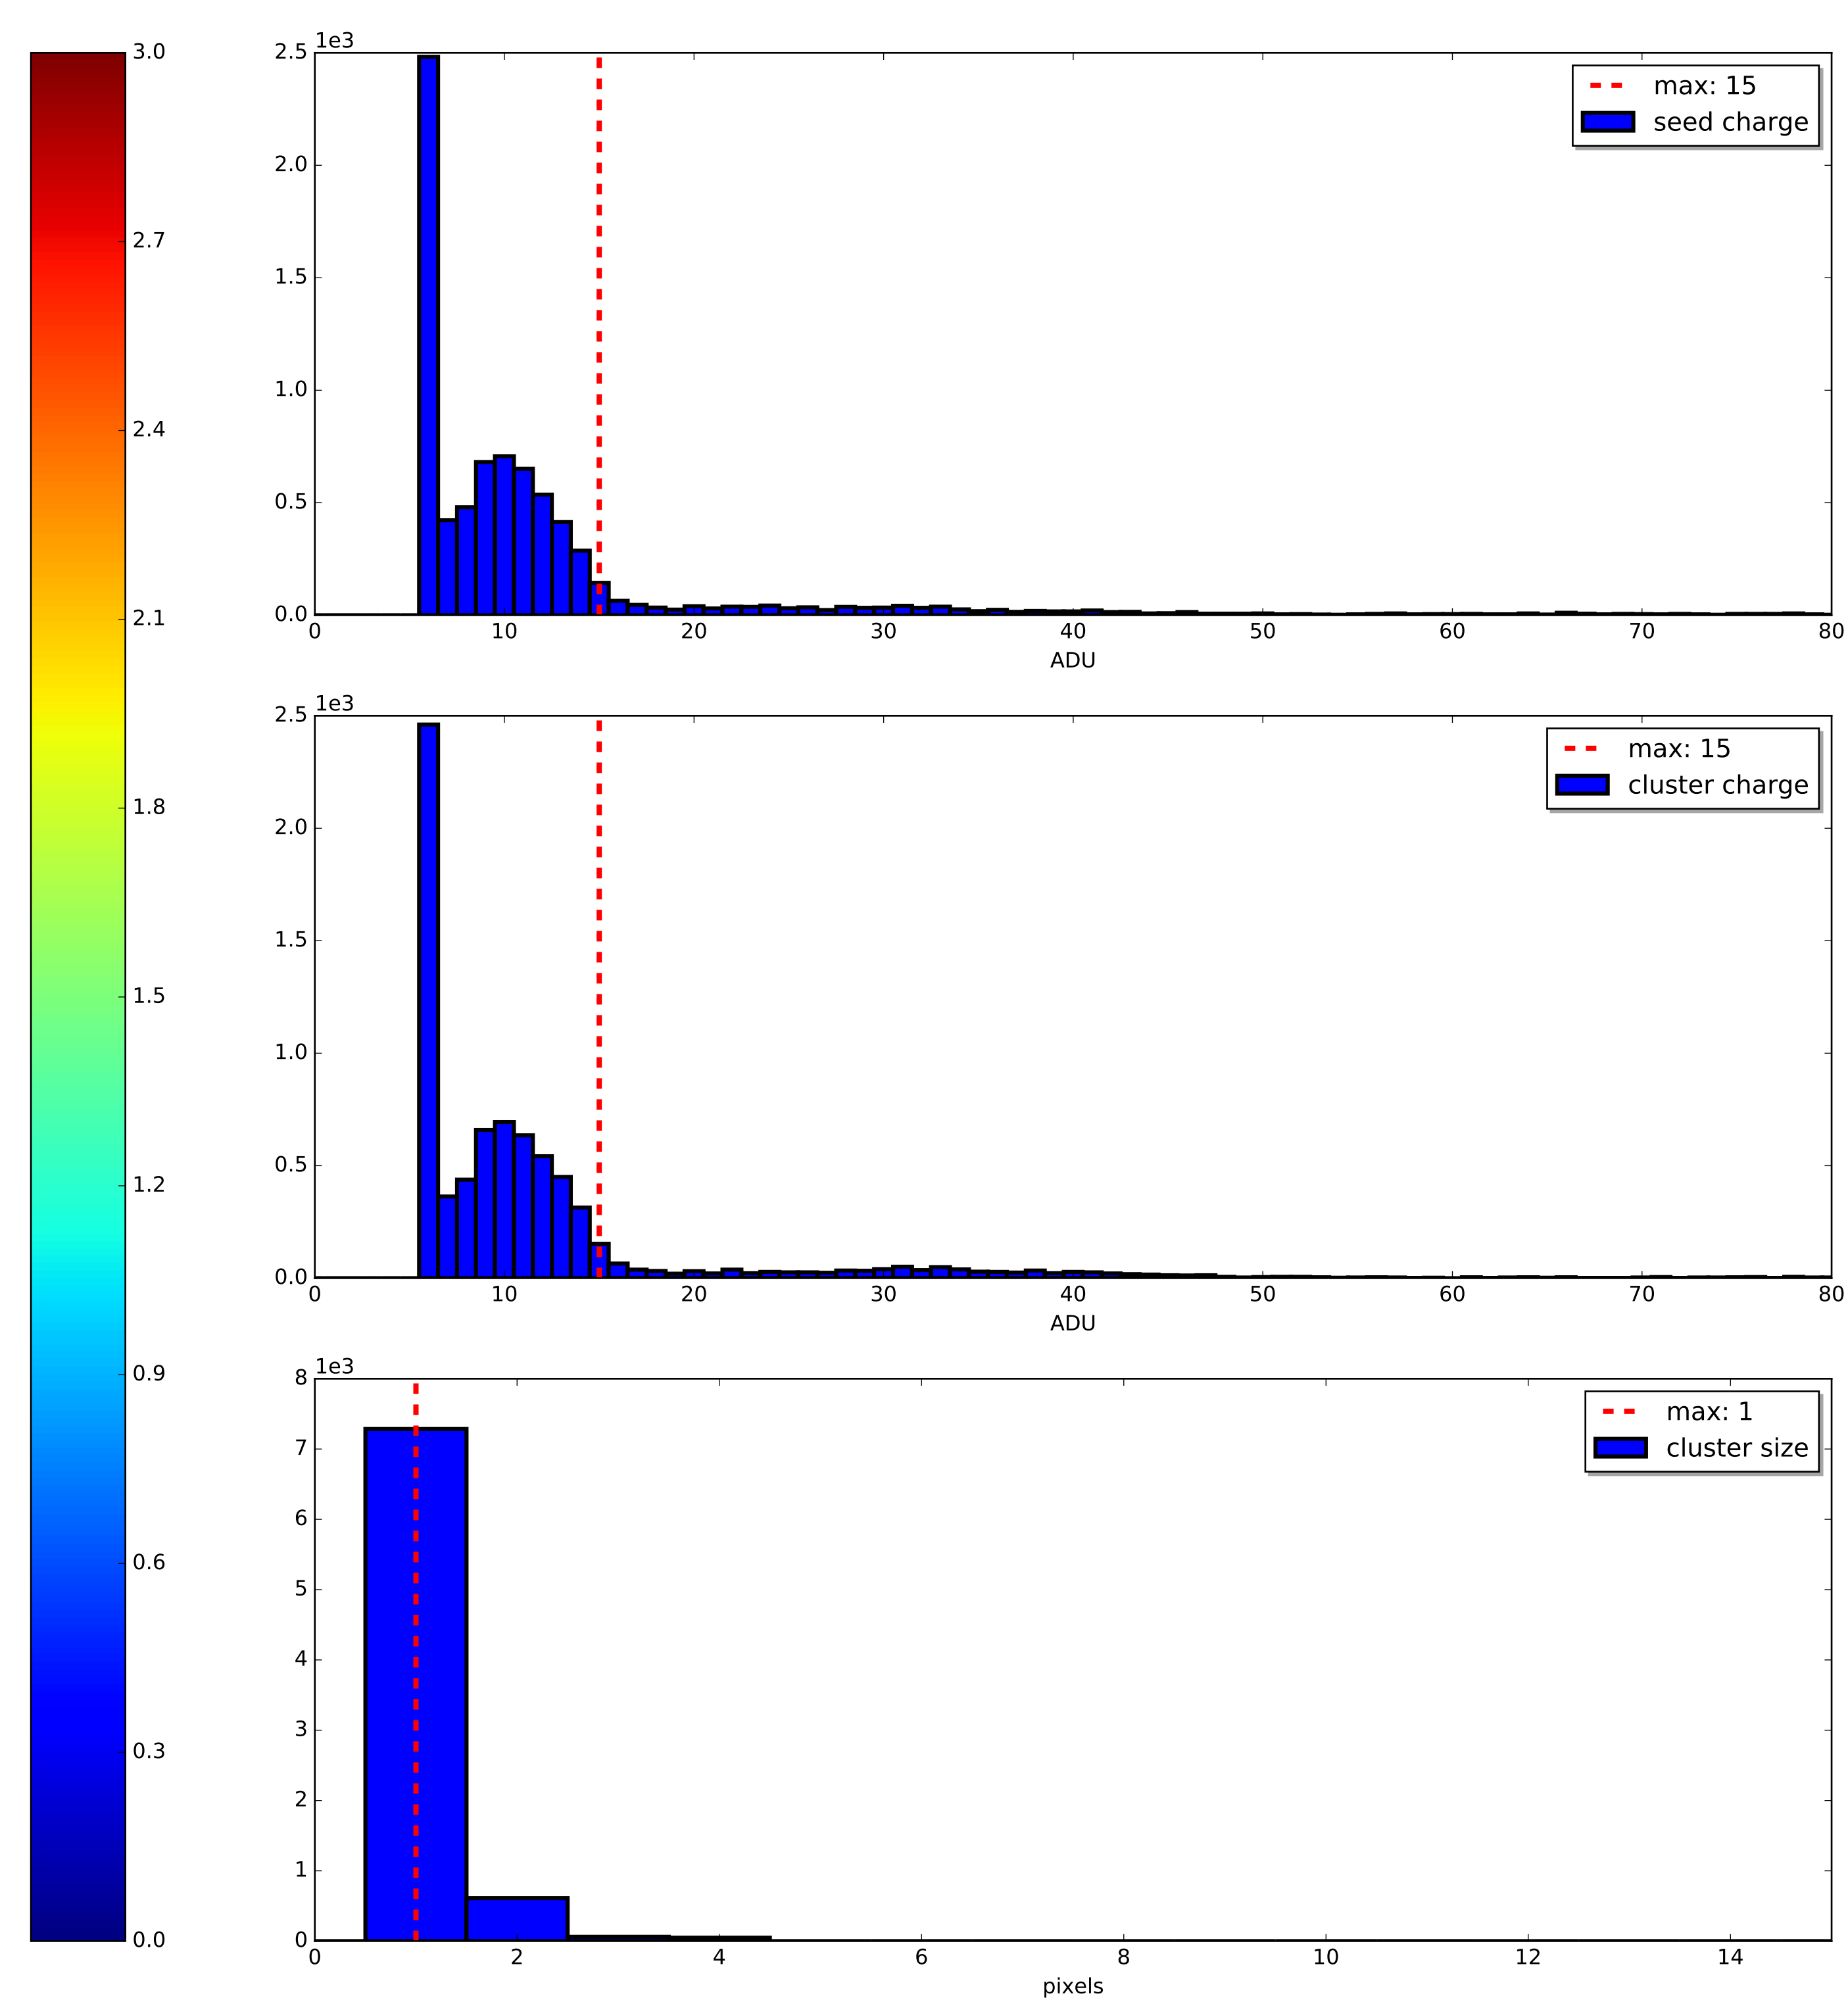 3.0
2.7
2.4
2.1
1.8
1.5
1.2
0.9
0.6
0.3
0.0
1e3
2.5
2.0
1.5
1.0
0.5
0.0
max: 15
seed charge
0 10 20 30 40 50 60 70 80
ADU
1e3
2.5
2.0
1.5
1.0
0.5
0.0
max: 15
cluster charge
0 10 20 30 40 50 60 70 80
ADU
1e3
8
7
6
5
4
3
2
1
0
max: 1
cluster size
0 2 4 6 8 10 12 14
pixels